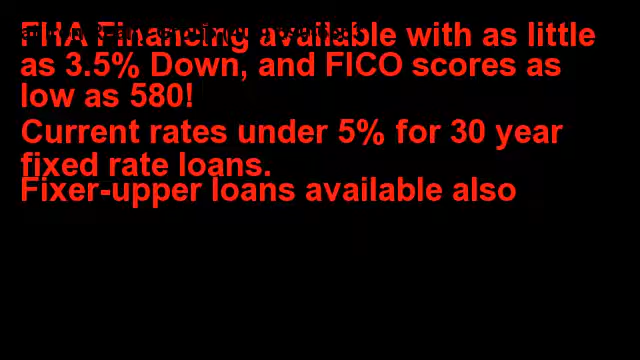 FHA Financing available with as little
as 3.5% Down, and FICO scores as
low as 580!
Current rates under 5% for 30 year
fixed rate loans.
Fixer-upper loans available also